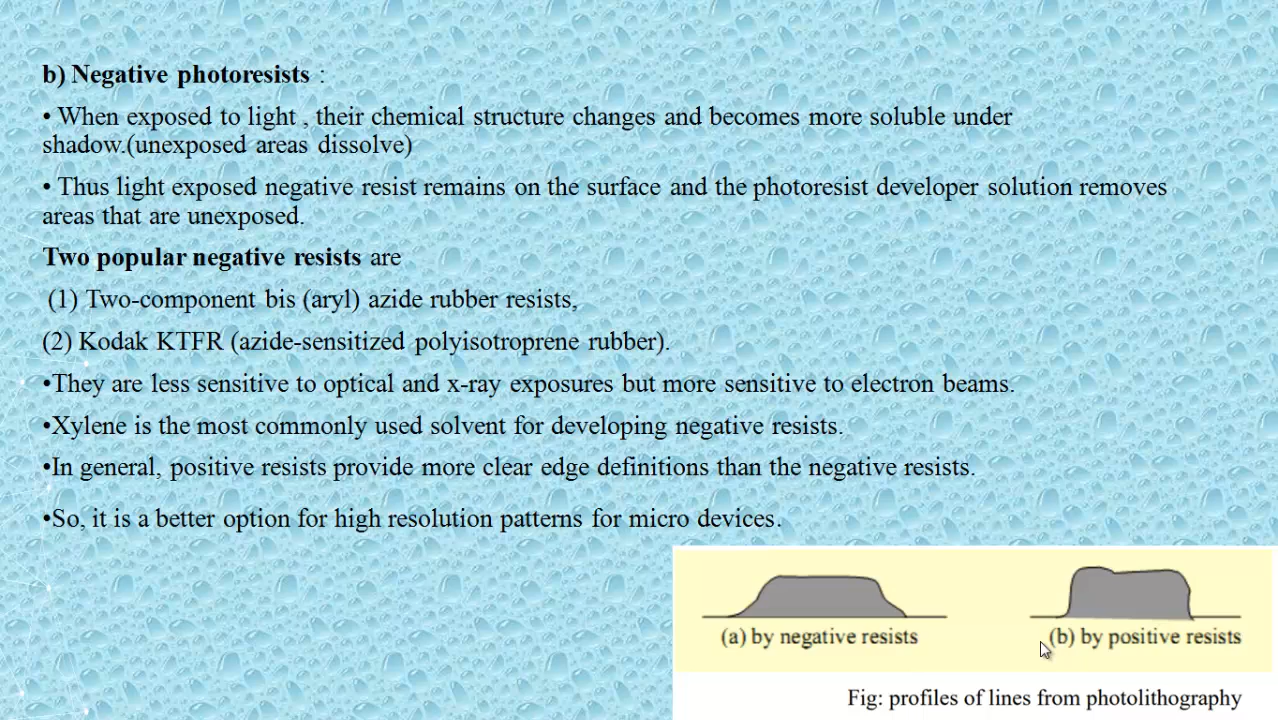 b) Negative photoresists :
• When exposed to light , their chemical structure changes and becomes more soluble under
shadow.(unexposed areas dissolve)
• Thus light exposed negative resist remains on the surface and the photoresist developer solution removes
areas that are unexposed.
Two popular negative resists are
(1) Two-component bis (aryl) azide rubber resists,
(2) Kodak KTFR (azide-sensitized polyisotroprene rubber).
•They are less sensitive to optical and x-ray exposures but more sensitive to electron beams.
•Xylene is the most commonly used solvent for developing negative resists.
•In general, positive resists provide more clear edge definitions than the negative resists.
•So, it is a better option for high resolution patterns for micro devices.
(a) by negative resists
(b) by positive resists
Fig: profiles of lines from photolithography